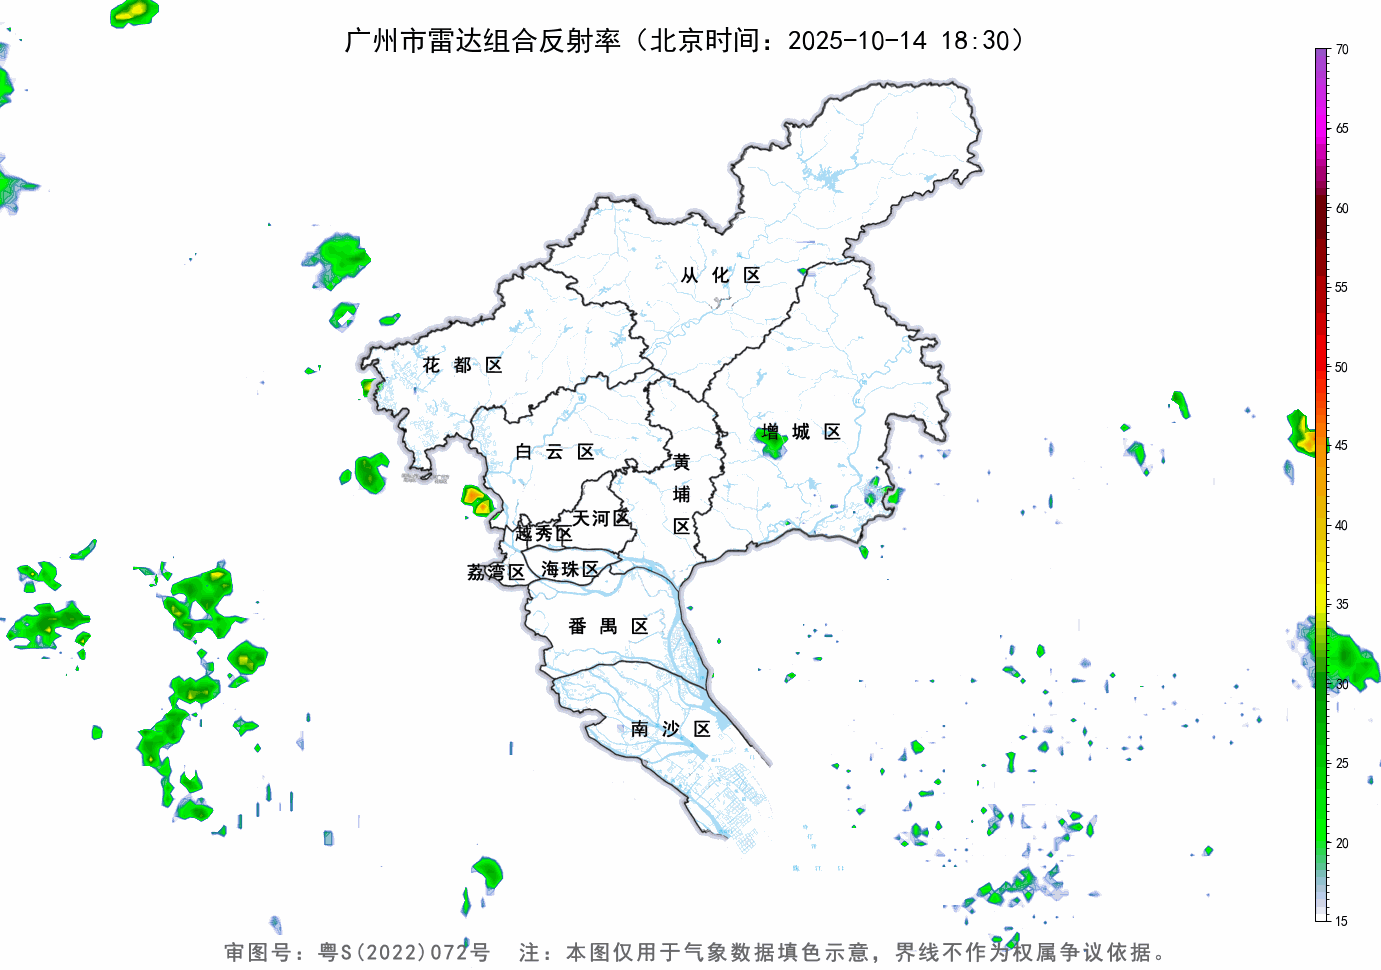 广州市雷达组合反射率（北京时间：2025-10-14 18:30）
70
65
60
55
50
45
40
35
30
25
20
15
从化区
花都区
增城区
白云区
黄埔区
天河区
越秀区
荔湾区
海珠区
番禺区
南沙区
审图号：粤S(2022)072号 注：本图仅用于气象数据填色示意，界线不作为权属争议依据。